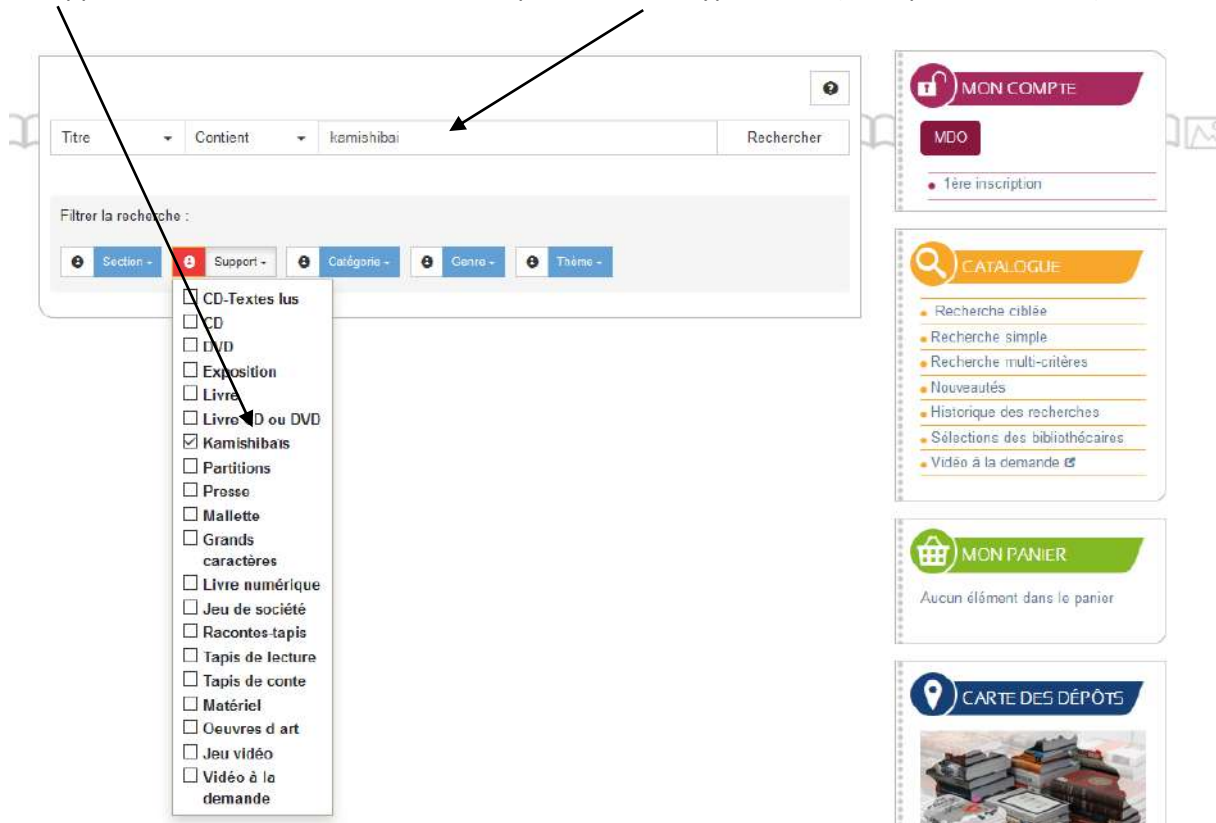 Titre Contient kamishibai Rechercher
Filtrer la recherche :
Section Support Catégorie Genre Thème
CD-Textes lus
CD
DVD
Exposition
Livre
Livre CD ou DVD
Kamishibaïs
Partitions
Presse
Mallette
Grands
caractères
Livre numérique
Jeu de société
Racontes-tapis
Tapis de lecture
Tapis de conte
Matériel
Oeuvres d art
Jeu vidéo
Vidéo à la
demande
MON COMPTE
MDO
1ère inscription
CATALOGUE
Recherche ciblée
Recherche simple
Recherche multi-critères
Nouveautés
Historique des recherches
Sélections des bibliothécaires
Vidéo à la demande
MON PANIER
Aucun élément dans le panier
CARTE DES DÉPÔTS